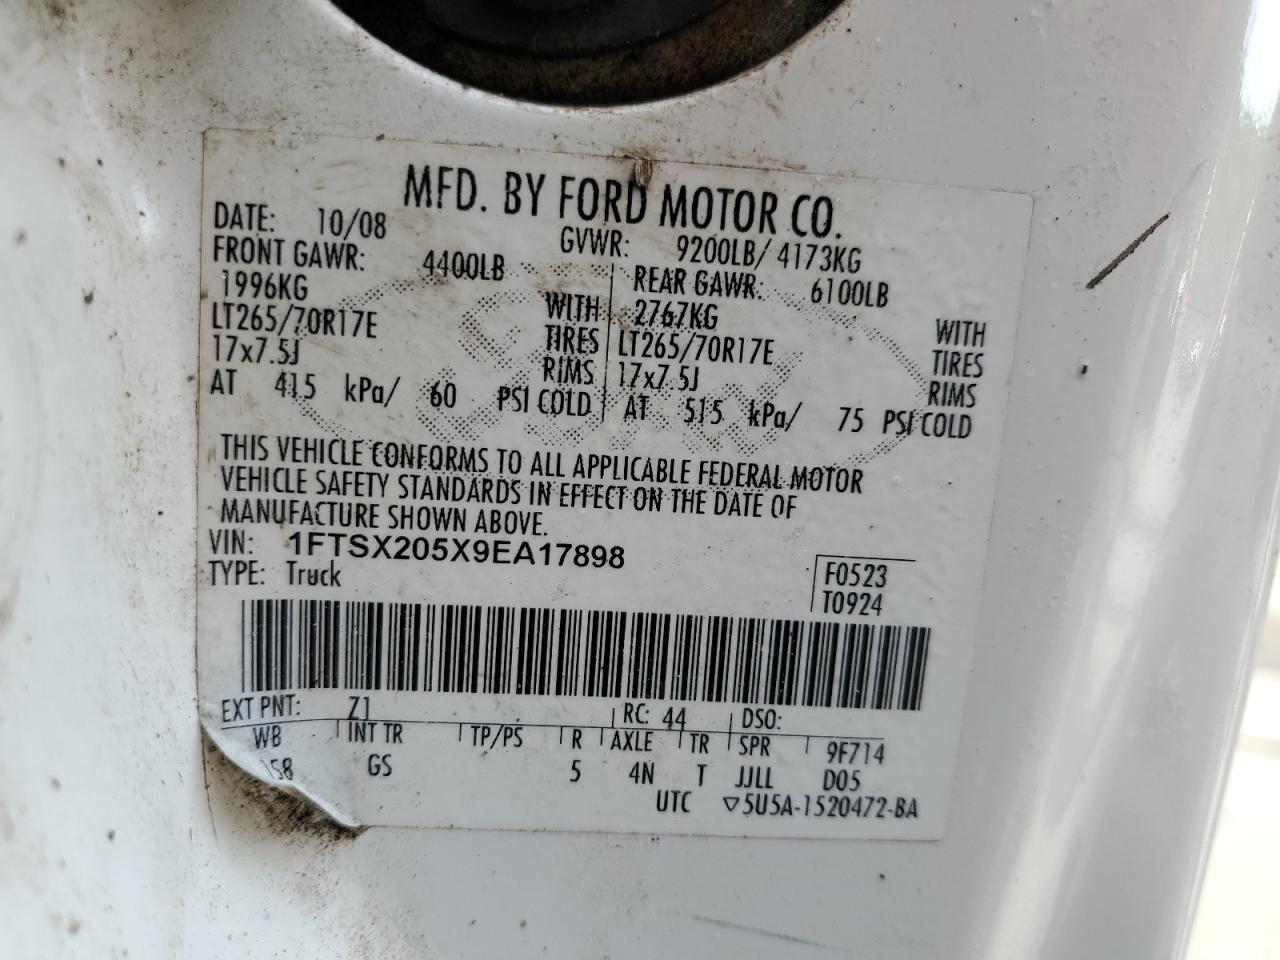 MFD. BY FORD MOTOR CO.
DATE: 10/08 GVWR: 9200LB/ 4173KG
FRONT GAWR: 4400LB REAR GAWR: 6100LB
1996KG WITH 2767KG WITH
LT265/70R17E TIRES LT265/70R17E TIRES
17x7.5J RIMS 17x7.5J RIMS
AT 415 kPa/ 60 PSI COLD AT 515 kPa/ 75 PSI COLD
THIS VEHICLE CONFORMS TO ALL APPLICABLE FEDERAL MOTOR
VEHICLE SAFETY STANDARDS IN EFFECT ON THE DATE OF
MANUFACTURE SHOWN ABOVE.
VIN: 1FTSX205X9EA17898
TYPE: Truck F0523
T0924
EXT PNT: Z1 RC: 44 DSO:
WB INT TR TP/PS R AXLE TR SPR 9F714
158 GS 5 4N T JJLL D05
UTC ▽5U5A-1520472-BA